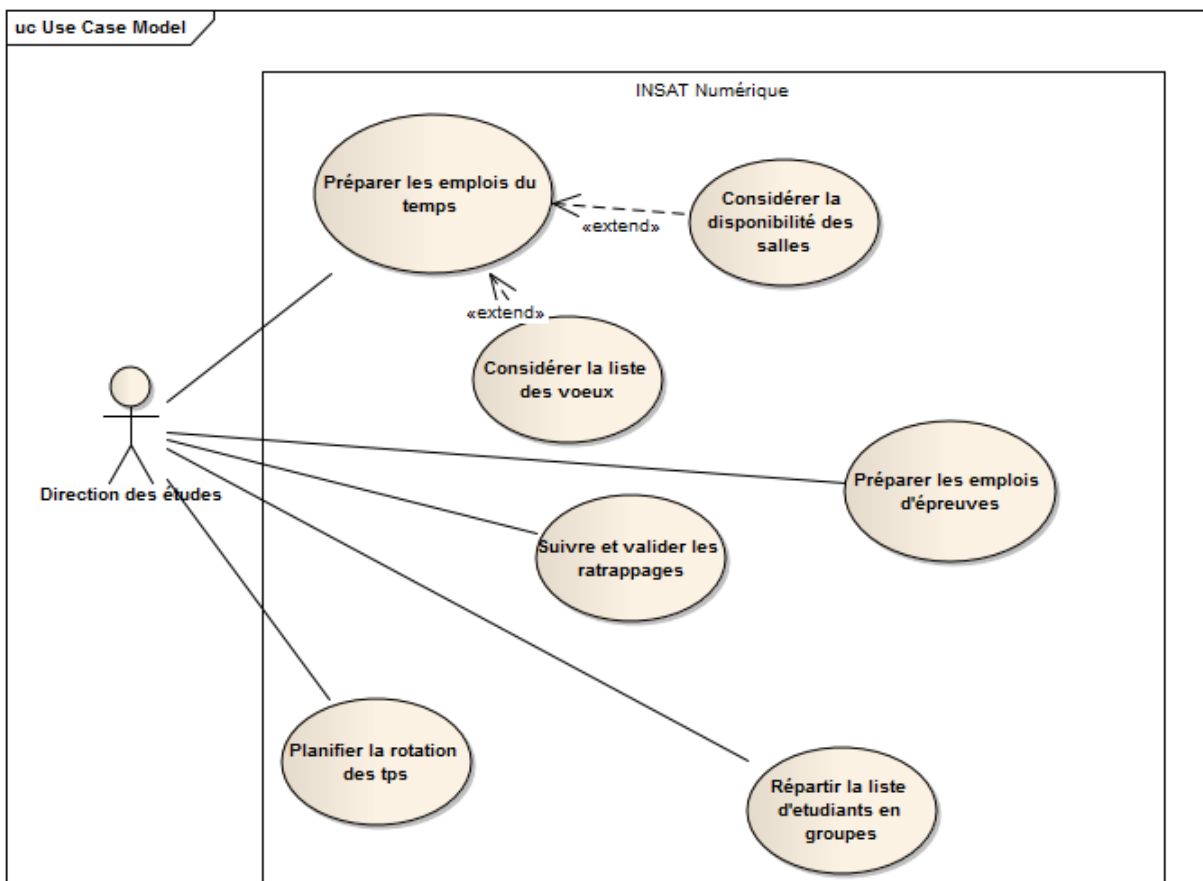 uc Use Case Model
INSAT Numérique
Préparer les emplois du
temps
Considérer la
disponibilité des
salles
«extend»
«extend»
Considérer la liste
des voeux
Direction des études
Préparer les emplois
d'épreuves
Suivre et valider les
ratrappages
Planifier la rotation
des tps
Répartir la liste
d'etudiants en
groupes